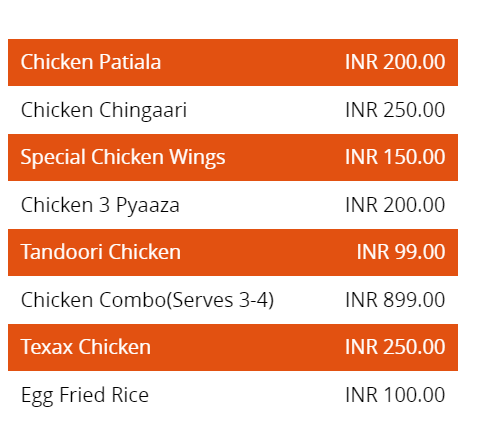 Chicken Patiala INR 200.00
Chicken Chingaari INR 250.00
Special Chicken Wings INR 150.00
Chicken 3 Pyaaza INR 200.00
Tandoori Chicken INR 99.00
Chicken Combo(Serves 3-4) INR 899.00
Texax Chicken INR 250.00
Egg Fried Rice INR 100.00